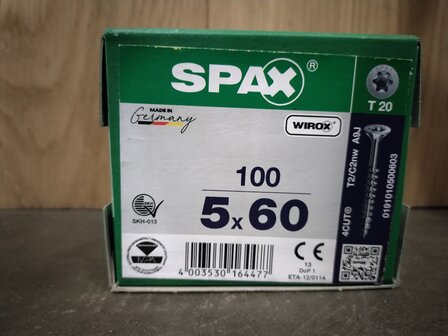 SPAX®
MADE IN
Germany
WIROX®
T 20
100
5 x 60
4CUT® T2/C2nw A9J
0191010500603
SKH-013
4 003530 164477
CE
13
DoP 1
ETA-12/0114